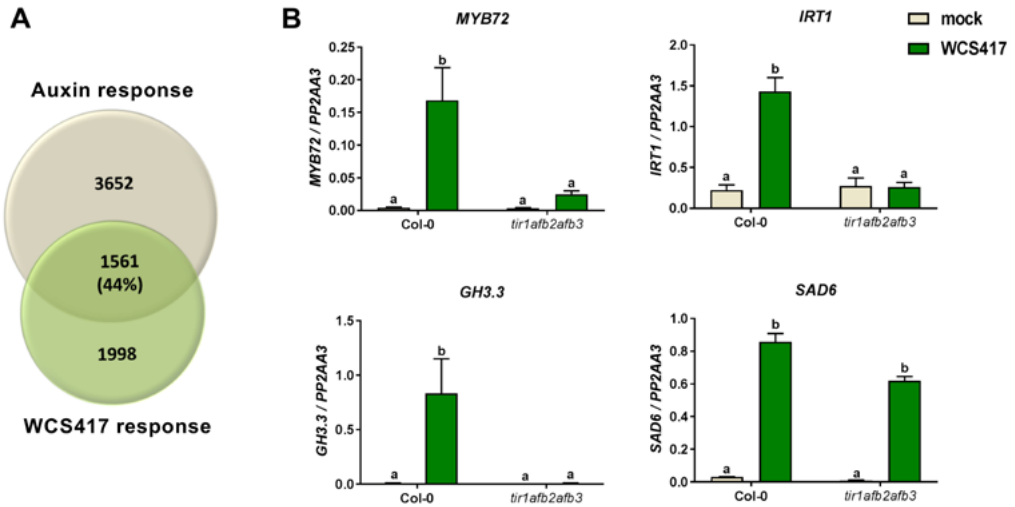 A
Auxin response
3652
1561
(44%)
1998
WCS417 response
B
mock
WCS417
MYB72
MYB72 / PP2AA3
0.25
0.20
0.15
0.10
0.05
0.00
a
b
a
a
Col-0
tir1afb2afb3
IRT1
IRT1 / PP2AA3
2.0
1.5
1.0
0.5
0.0
a
b
a
a
Col-0
tir1afb2afb3
GH3.3
GH3.3 / PP2AA3
1.5
1.0
0.5
0.0
a
b
a
a
Col-0
tir1afb2afb3
SAD6
SAD6 / PP2AA3
1.0
0.8
0.6
0.4
0.2
0.0
a
b
a
b
Col-0
tir1afb2afb3